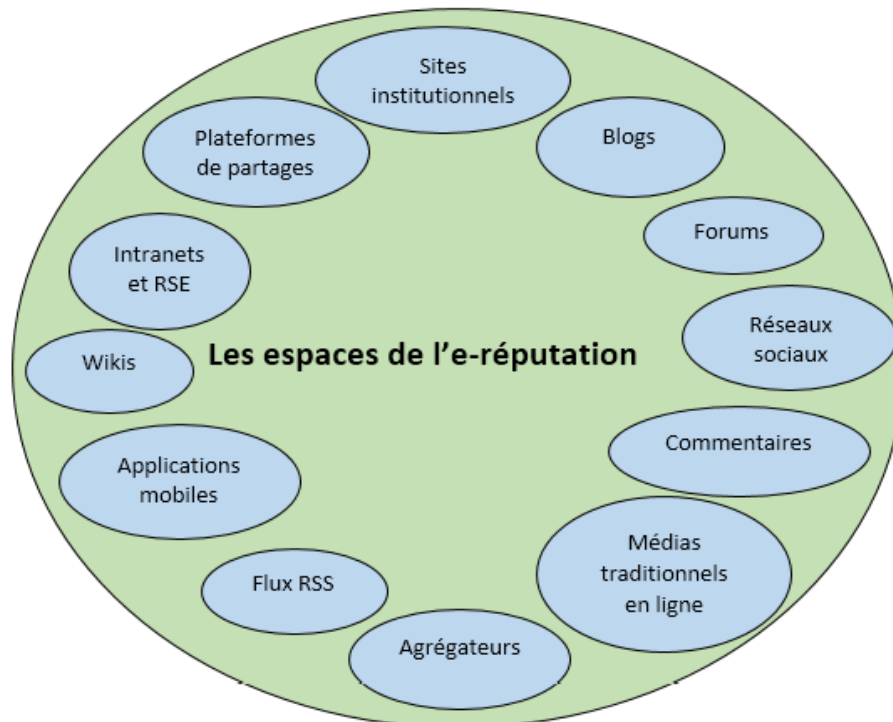 Sites
institutionnels
Plateformes
de partages
Blogs
Forums
Intranets
et RSE
Réseaux
sociaux
Les espaces de l’e-réputation
Wikis
Commentaires
Applications
mobiles
Médias
traditionnels
en ligne
Flux RSS
Agrégateurs